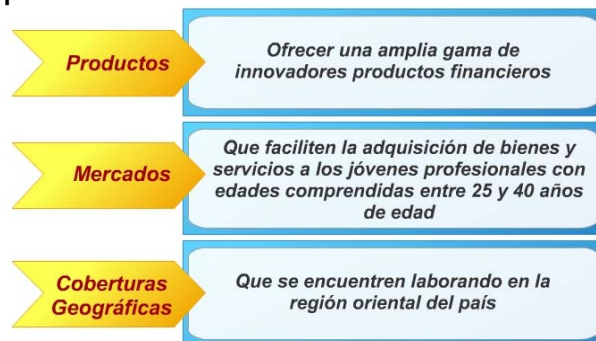 Productos
Ofrecer una amplia gama de
innovadores productos financieros
Mercados
Que faciliten la adquisición de bienes y
servicios a los jóvenes profesionales con
edades comprendidas entre 25 y 40 años
de edad
Coberturas
Geográficas
Que se encuentren laborando en la
región oriental del país